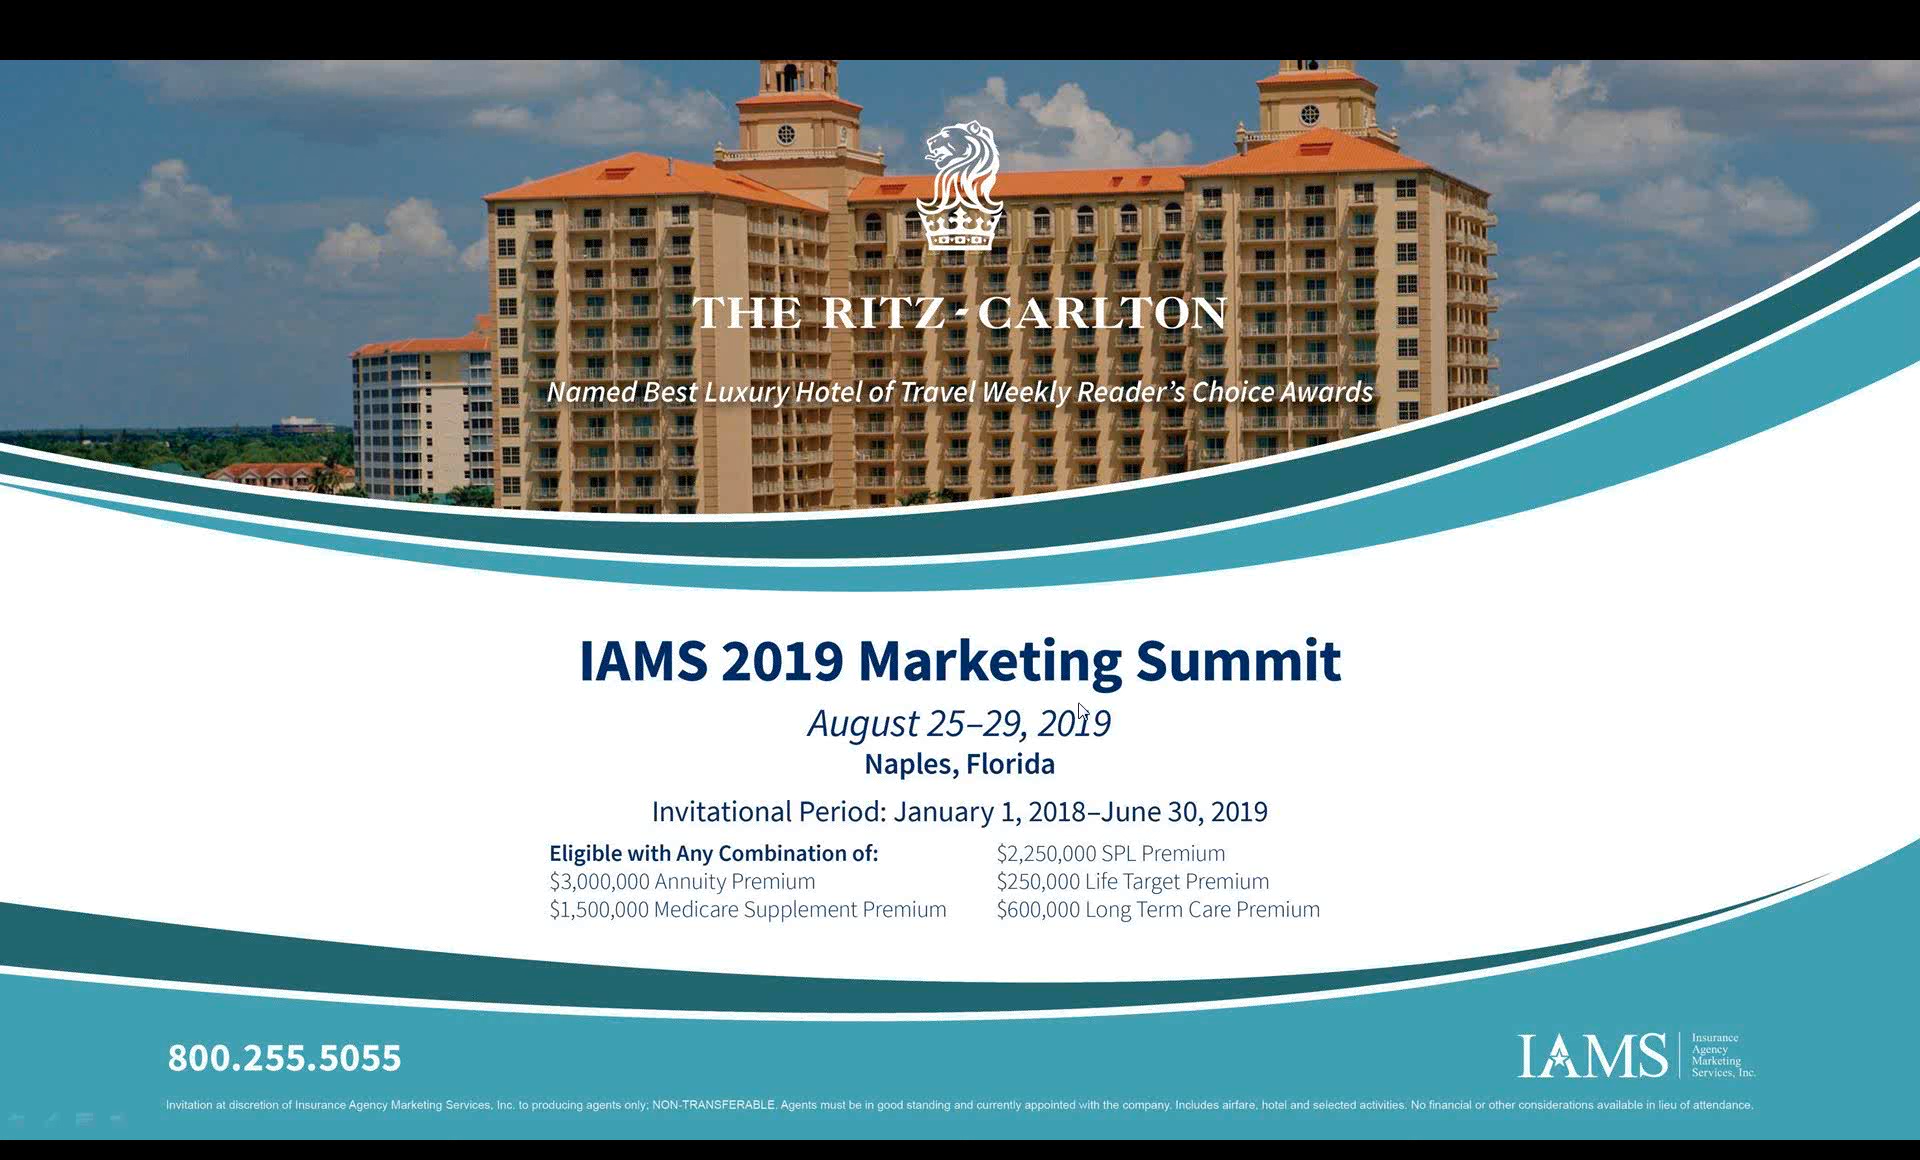 THE RITZ-CARLTON
Named Best Luxury Hotel of Travel Weekly Reader's Choice Awards
IAMS 2019 Marketing Summit
August 25–29, 2019
Naples, Florida
Invitational Period: January 1, 2018–June 30, 2019
Eligible with Any Combination of:
$3,000,000 Annuity Premium
$1,500,000 Medicare Supplement Premium
$2,250,000 SPL Premium
$250,000 Life Target Premium
$600,000 Long Term Care Premium
800.255.5055
IAMS
Insurance
Agency
Marketing
Services, Inc.
Invitation at discretion of Insurance Agency Marketing Services, Inc. to producing agents only; NON-TRANSFERABLE. Agents must be in good standing and currently appointed with the company. Includes airfare, hotel and selected activities. No financial or other considerations available in lieu of attendance.